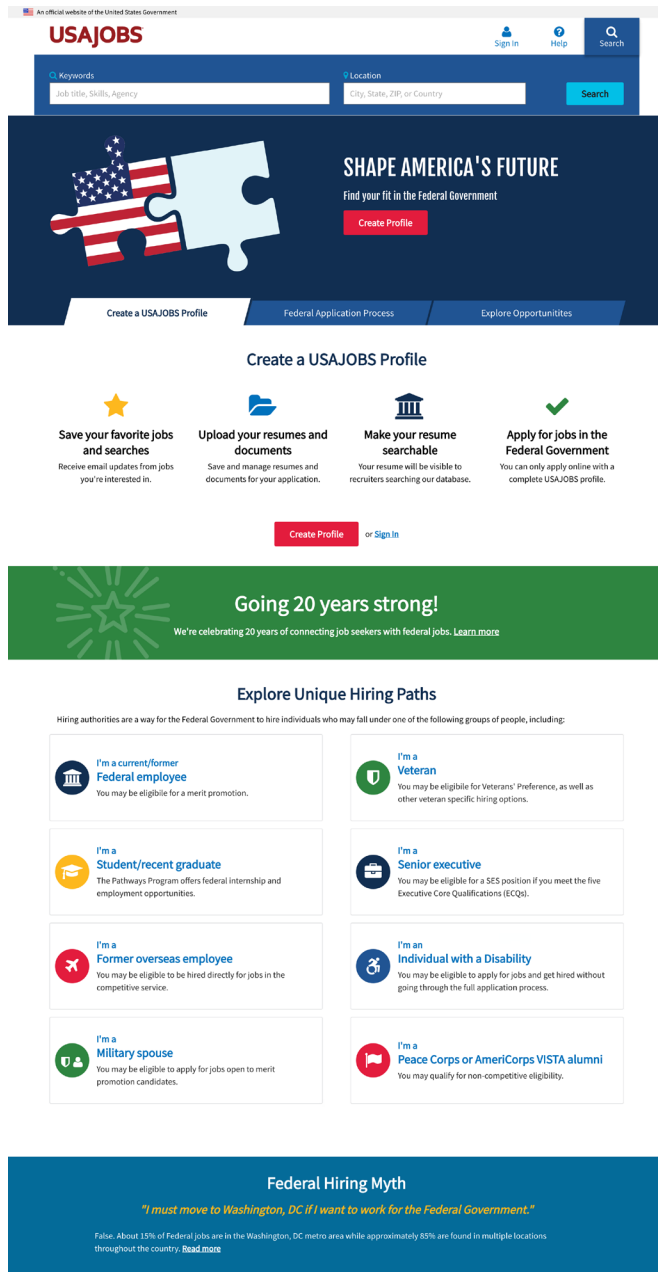 An official website of the United States Government
USAJOBS
Sign In
Help
Search
Keywords
Location
Job title, Skills, Agency
City, State, ZIP, or Country
Search
SHAPE AMERICA'S FUTURE
Find your fit in the Federal Government
Create Profile
Create a USAJOBS Profile
Federal Application Process
Explore Opportunitites
Create a USAJOBS Profile
Save your favorite jobs
and searches
Receive email updates from jobs
you're interested in.
Upload your resumes and
documents
Save and manage resumes and
documents for your application.
Make your resume
searchable
Your resume will be visible to
recruiters searching our database.
Apply for jobs in the
Federal Government
You can only apply online with a
complete USAJOBS profile.
Create Profile or Sign In
Going 20 years strong!
We're celebrating 20 years of connecting job seekers with federal jobs. Learn more
Explore Unique Hiring Paths
Hiring authorities are a way for the Federal Government to hire individuals who may fall under one of the following groups of people, including:
I'm a current/former
Federal employee
You may be eligibile for a merit promotion.
I'm a
Veteran
You may be eligibile for Veterans' Preference, as well as
other veteran specific hiring options.
I'm a
Student/recent graduate
The Pathways Program offers federal internship and
employment opportunities.
I'm a
Senior executive
You may be eligible for a SES position if you meet the five
Executive Core Qualifications (ECQs).
I'm a
Former overseas employee
You may be eligible to be hired directly for jobs in the
competitive service.
I'm an
Individual with a Disability
You may be eligible to apply for jobs and get hired without
going through the full application process.
I'm a
Military spouse
You may be eligible to apply for jobs open to merit
promotion candidates.
I'm a
Peace Corps or AmeriCorps VISTA alumni
You may qualify for non-competitive eligibility.
Federal Hiring Myth
"I must move to Washington, DC if I want to work for the Federal Government."
False. About 15% of Federal jobs are in the Washington, DC metro area while approximately 85% are found in multiple locations
throughout the country. Read more